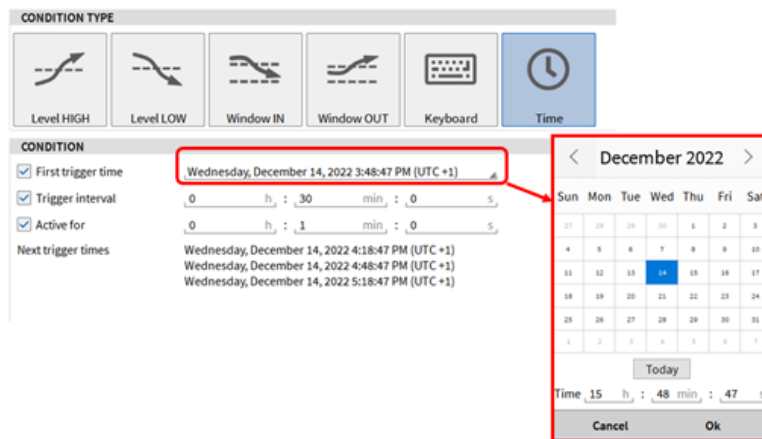 CONDITION TYPE
Level HIGH
Level LOW
Window IN
Window OUT
Keyboard
Time
CONDITION
First trigger time
Wednesday, December 14, 2022 3:48:47 PM (UTC +1)
Trigger interval
0 h : 30 min : 0 s
Active for
0 h : 1 min : 0 s
Next trigger times
Wednesday, December 14, 2022 4:18:47 PM (UTC +1)
Wednesday, December 14, 2022 4:48:47 PM (UTC +1)
Wednesday, December 14, 2022 5:18:47 PM (UTC +1)
December 2022
Sun Mon Tue Wed Thu Fri Sat
27 28 29 30 1 2 3
4 5 6 7 8 9 10
11 12 13 14 15 16 17
18 19 20 21 22 23 24
25 26 27 28 29 30 31
1 2 3 4 5 6 7
Today
Time 15 h : 48 min : 47 s
Cancel Ok